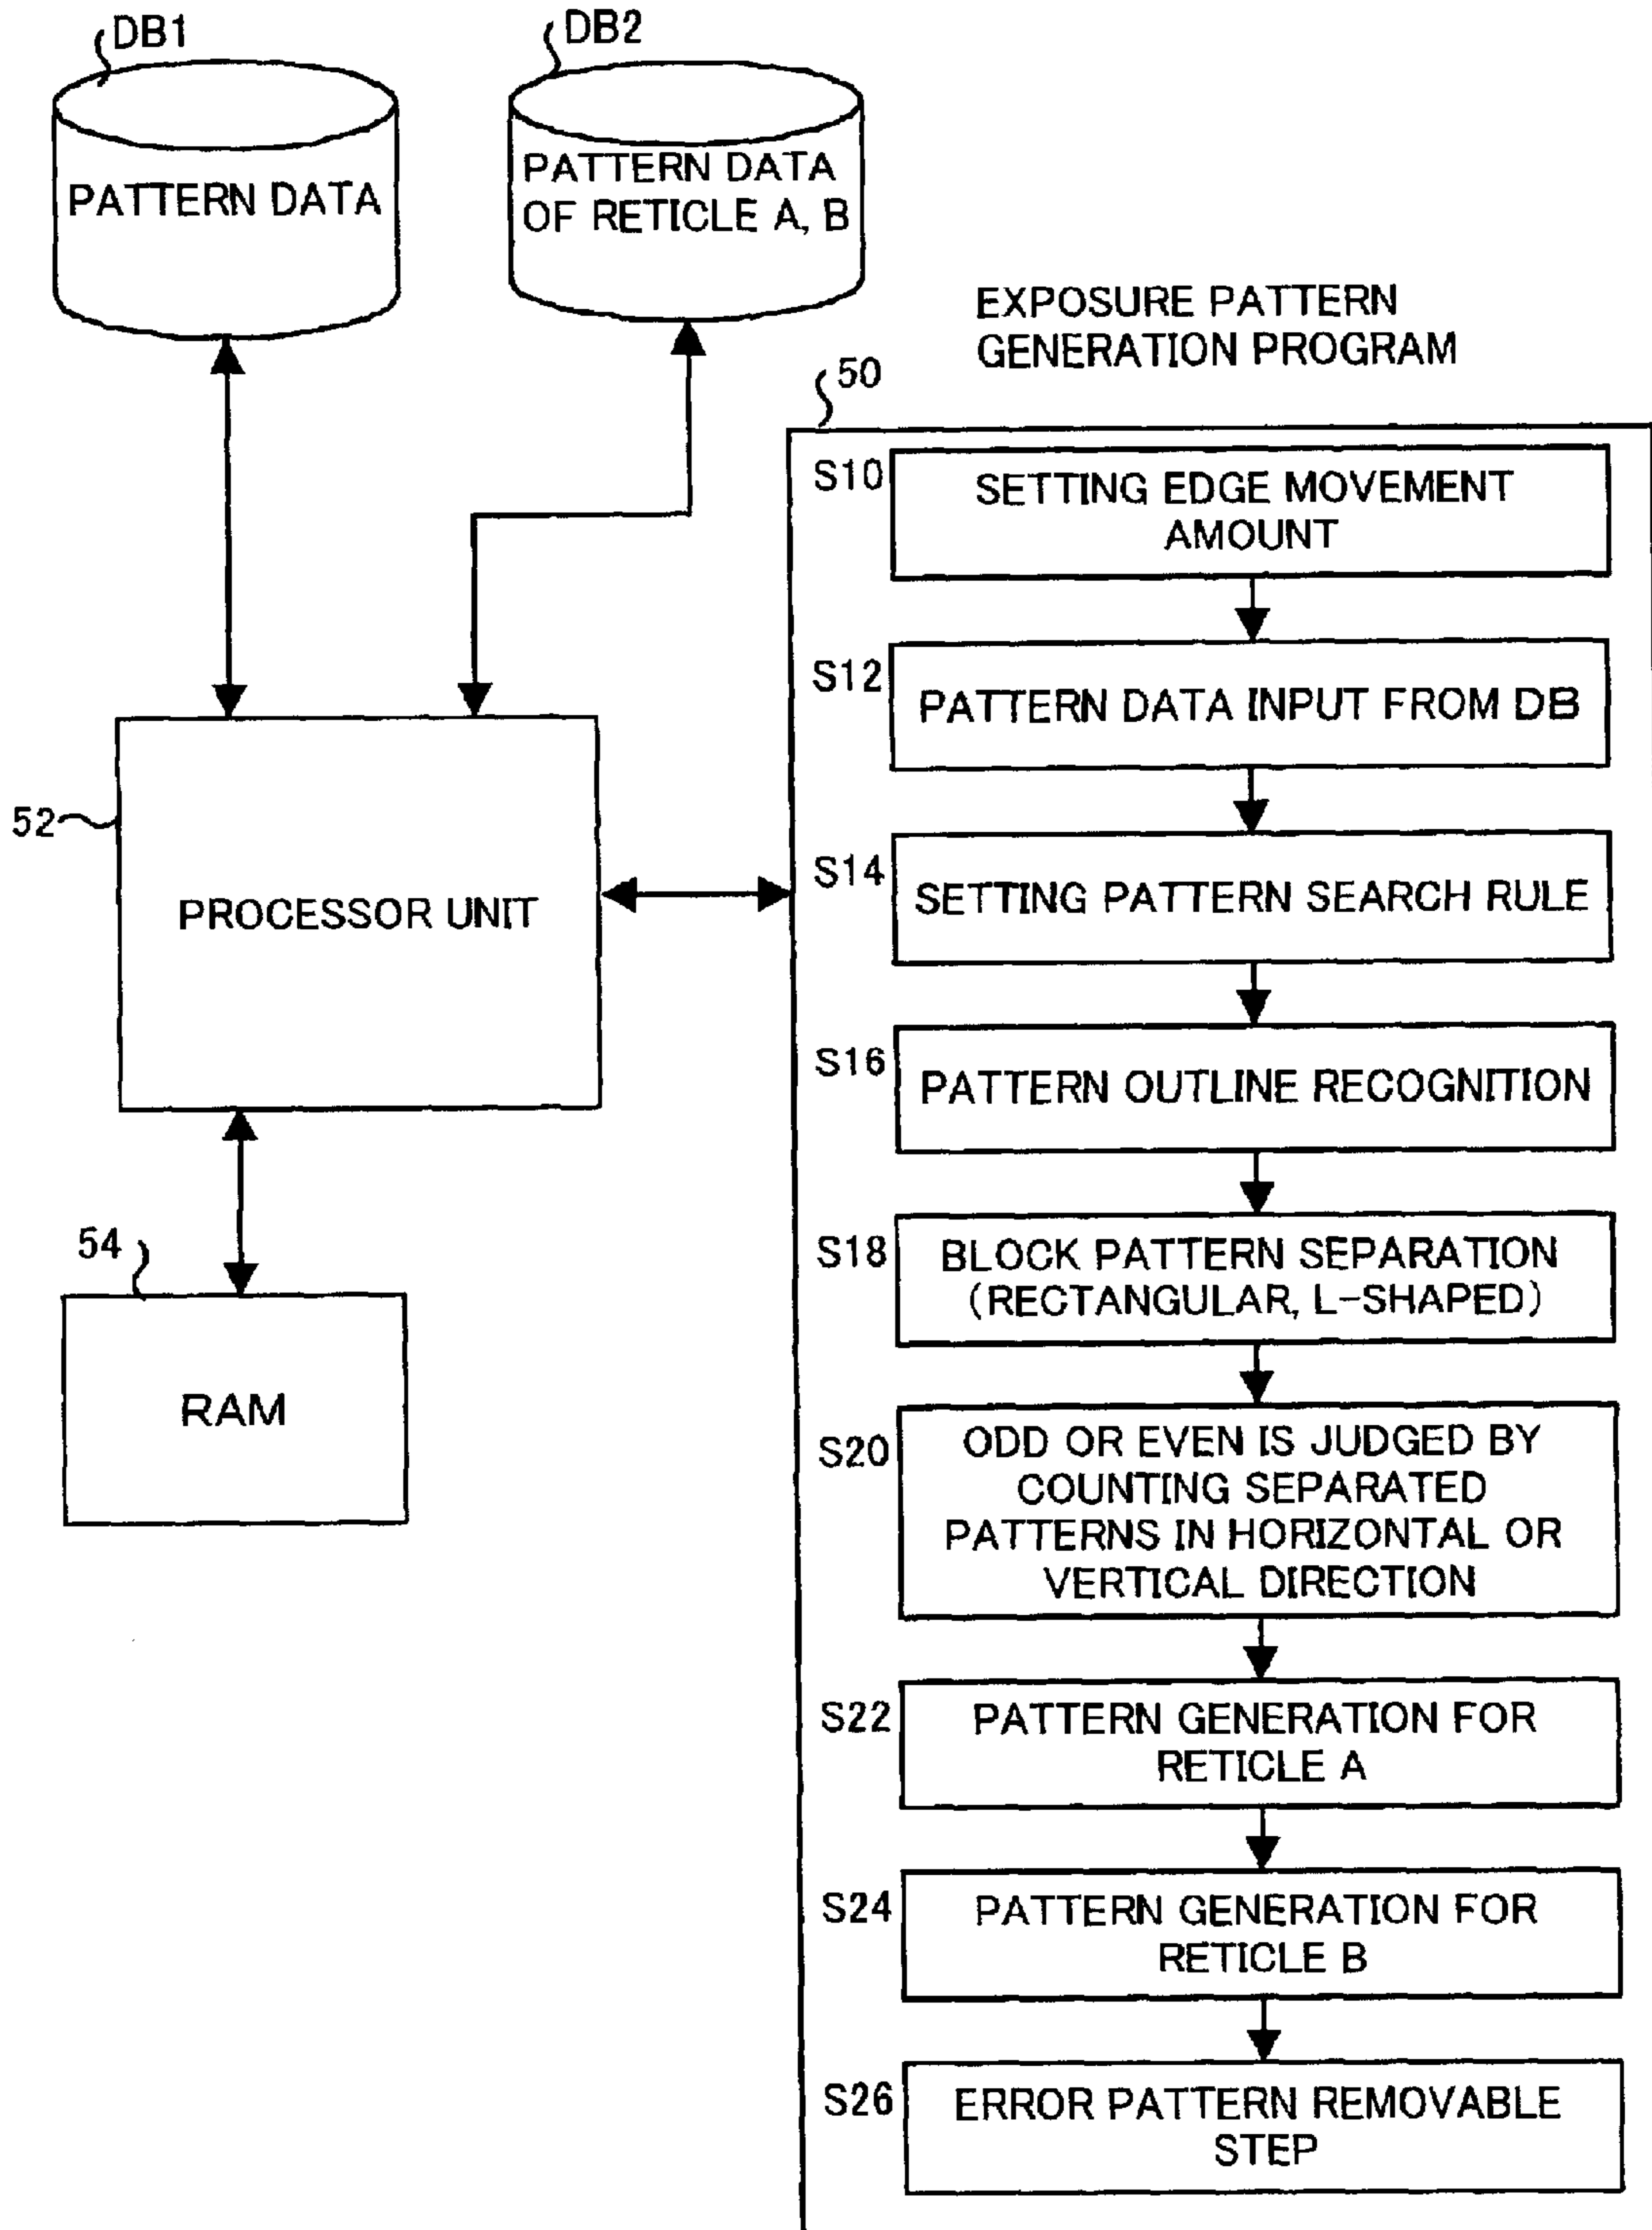 DB1
DB2
PATTERN DATA
PATTERN DATA
OF RETICLE A, B
EXPOSURE PATTERN
GENERATION PROGRAM
50
S10
SETTING EDGE MOVEMENT
AMOUNT
S12
PATTERN DATA INPUT FROM DB
52
PROCESSOR UNIT
S14
SETTING PATTERN SEARCH RULE
S16
PATTERN OUTLINE RECOGNITION
54
RAM
S18
BLOCK PATTERN SEPARATION
(RECTANGULAR, L-SHAPED)
S20
ODD OR EVEN IS JUDGED BY
COUNTING SEPARATED
PATTERNS IN HORIZONTAL OR
VERTICAL DIRECTION
S22
PATTERN GENERATION FOR
RETICLE A
S24
PATTERN GENERATION FOR
RETICLE B
S26
ERROR PATTERN REMOVABLE
STEP